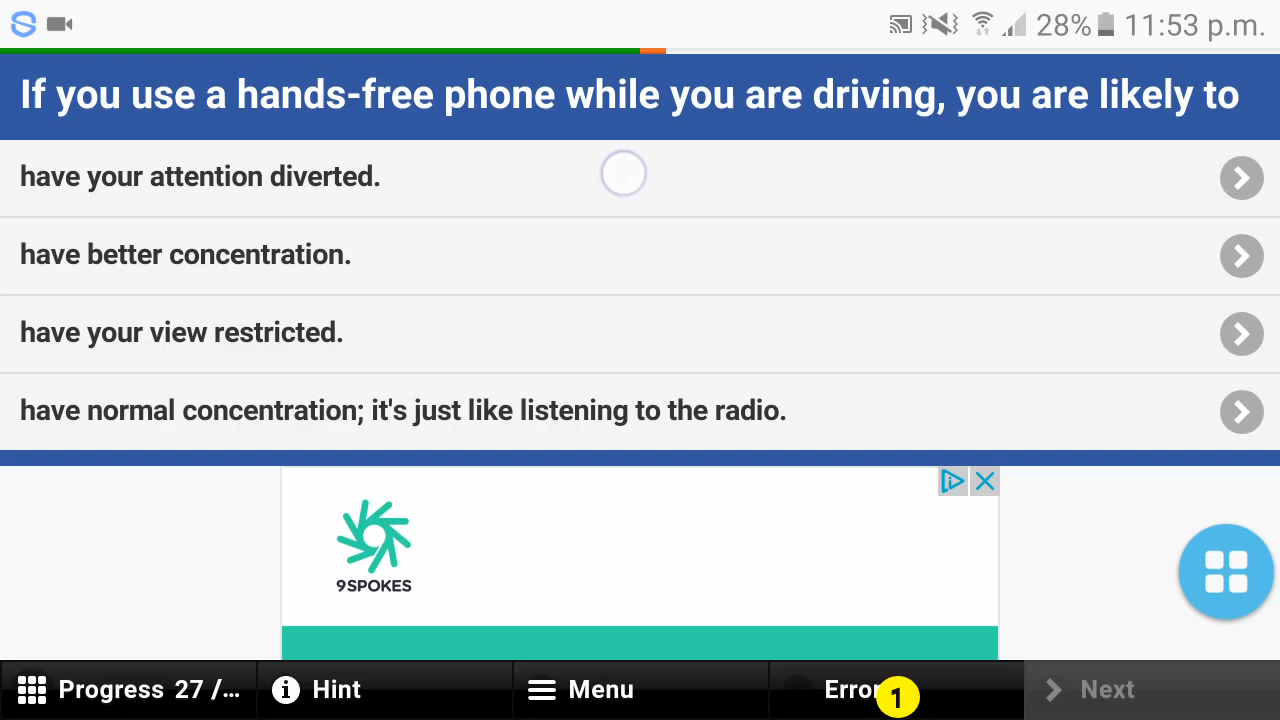 28% 11:53 p.m.
If you use a hands-free phone while you are driving, you are likely to
have your attention diverted.
have better concentration.
have your view restricted.
have normal concentration; it's just like listening to the radio.
9SPOKES
Progress 27 /... Hint Menu Error 1 Next